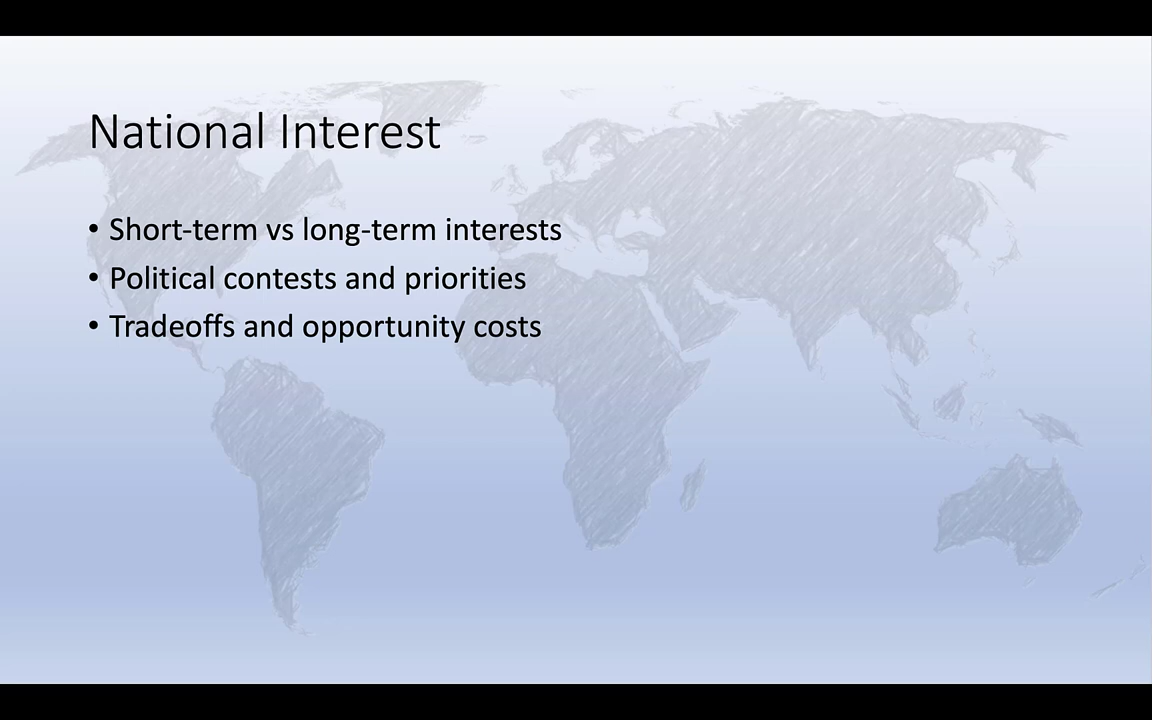 National Interest
• Short-term vs long-term interests
• Political contests and priorities
• Tradeoffs and opportunity costs